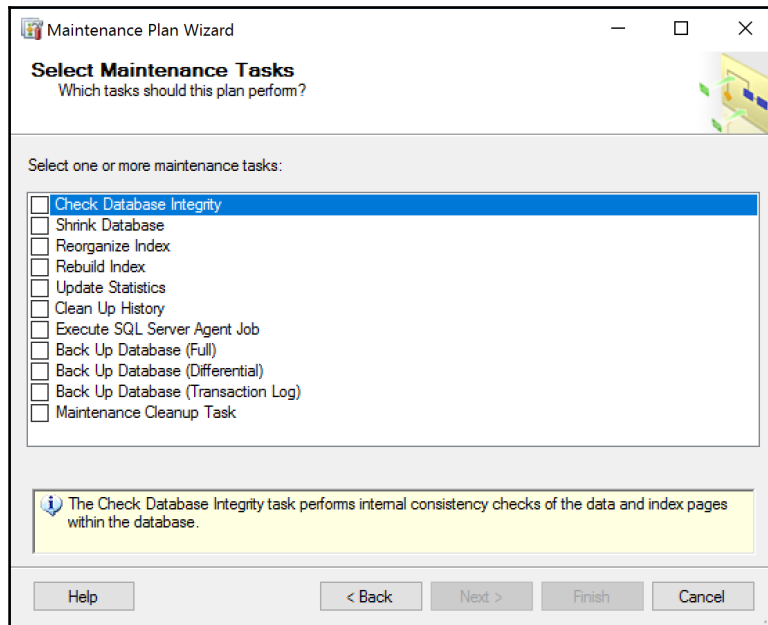 Maintenance Plan Wizard
Select Maintenance Tasks
Which tasks should this plan perform?
Select one or more maintenance tasks:
Check Database Integrity
Shrink Database
Reorganize Index
Rebuild Index
Update Statistics
Clean Up History
Execute SQL Server Agent Job
Back Up Database (Full)
Back Up Database (Differential)
Back Up Database (Transaction Log)
Maintenance Cleanup Task
The Check Database Integrity task performs internal consistency checks of the data and index pages
within the database.
Help < Back Next > Finish Cancel